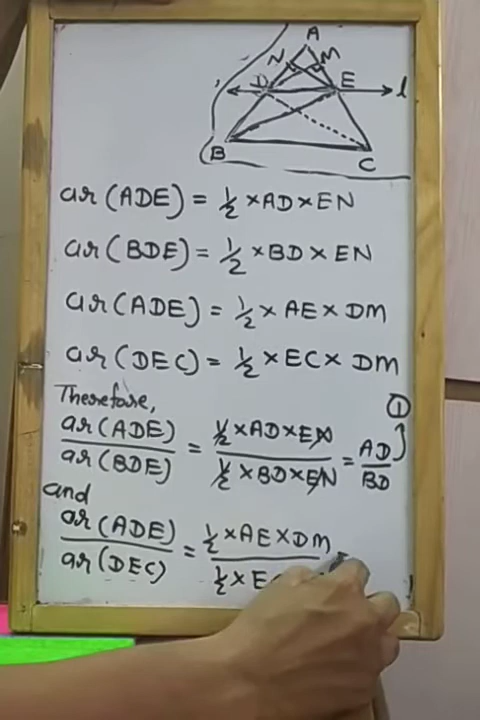 A
N
M
D
E
l
B
C
ar(ADE) = 1/2 × AD × EN
ar(BDE) = 1/2 × BD × EN
ar(ADE) = 1/2 × AE × DM
ar(DEC) = 1/2 × EC × DM
Therefore,
①
ar(ADE)/ar(BDE) = 1/2 × AD × EN / 1/2 × BD × EN = AD/BD
and
ar(ADE)/ar(DEC) = 1/2 × AE × DM / 1/2 × E